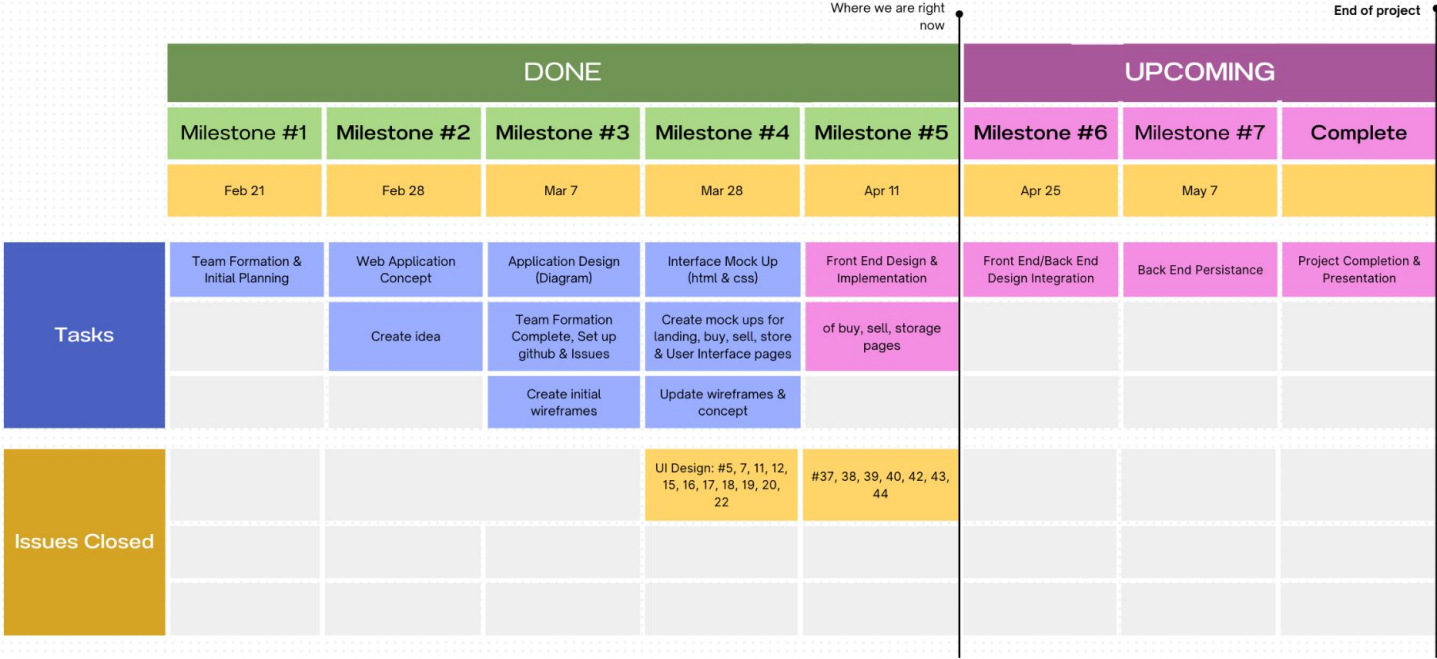 Where we are right
now
End of project
DONE
UPCOMING
Milestone #1
Milestone #2
Milestone #3
Milestone #4
Milestone #5
Milestone #6
Milestone #7
Complete
Feb 21
Feb 28
Mar 7
Mar 28
Apr 11
Apr 25
May 7
Tasks
Team Formation &
Initial Planning
Web Application
Concept
Application Design
(Diagram)
Interface Mock Up
(html & css)
Front End Design &
Implementation
Front End/Back End
Design Integration
Back End Persistance
Project Completion &
Presentation
Create idea
Team Formation
Complete, Set up
github & Issues
Create mock ups for
landing, buy, sell, store
& User Interface pages
of buy, sell, storage
pages
Create initial
wireframes
Update wireframes &
concept
Issues Closed
UI Design: #5, 7, 11, 12,
15, 16, 17, 18, 19, 20,
22
#37, 38, 39, 40, 42, 43,
44